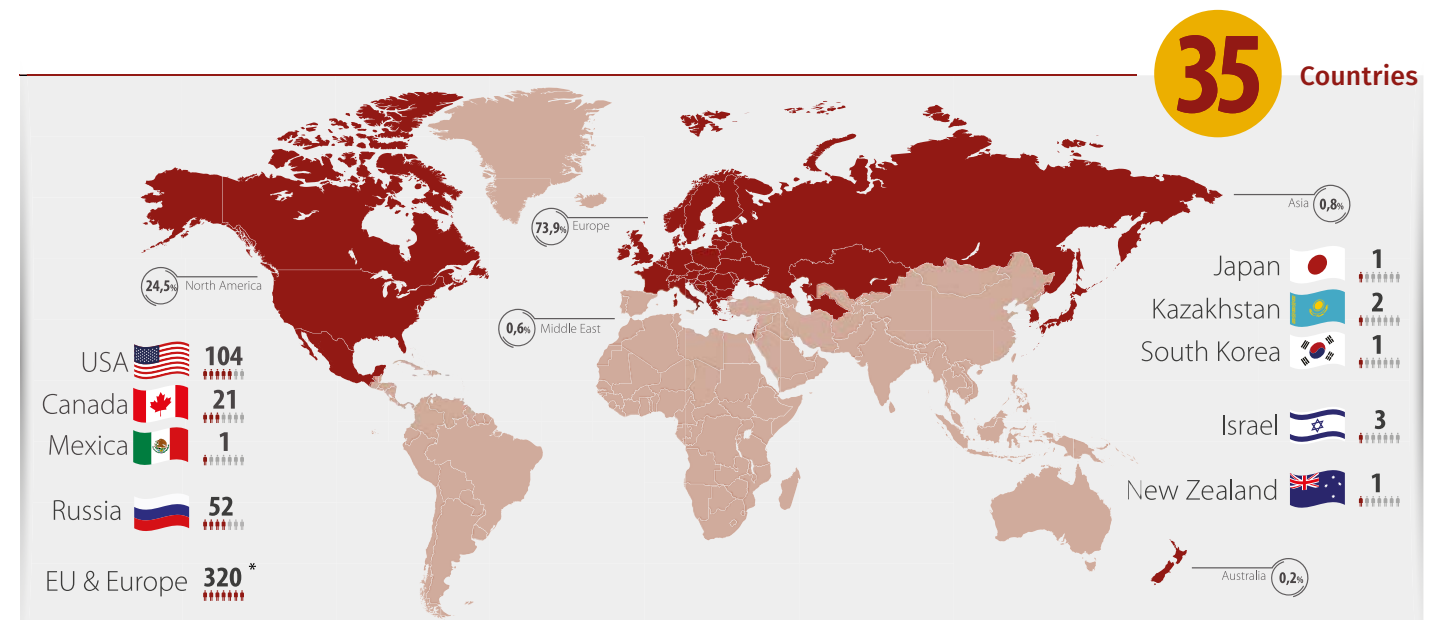 35 Countries
Asia 0,8%
73,9% Europe
24,5% North America
0,6% Middle East
USA 104
Canada 21
Mexica 1
Russia 52
EU & Europe 320 *
Japan 1
Kazakhstan 2
South Korea 1
Israel 3
New Zealand 1
Australia 0,2%